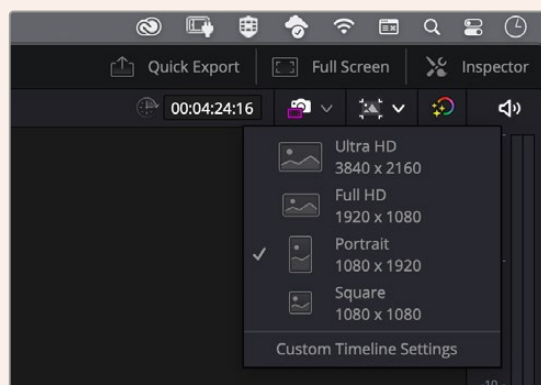 Quick Export
Full Screen
Inspector
00:04:24:16
Ultra HD
3840 x 2160
Full HD
1920 x 1080
Portrait
1080 x 1920
Square
1080 x 1080
Custom Timeline Settings
-10